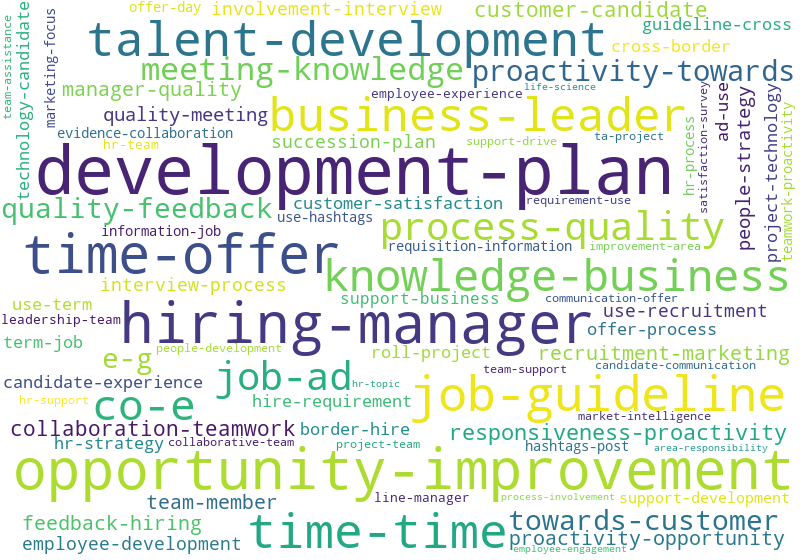 offer-day
involvement-interview
customer-candidate
guideline-cross
talent-development
cross-border
team-assistance
technology-candidate
marketing-focus
meeting-knowledge
proactivity-towards
manager-quality
employee-experience
life-science
quality-meeting
business-leader
evidence-collaboration
hr-team
succession-plan
support-drive
ta-project
hr-process
satisfaction-survey
ad-use
people-strategy
project-technology
teamwork-proactivity
development-plan
quality-feedback
customer-satisfaction
requirement-use
use-hashtags
process-quality
information-job
time-offer
requisition-information
improvement-area
knowledge-business
interview-process
support-business
communication-offer
use-term
hiring-manager
use-recruitment
leadership-team
offer-process
term-job
people-development
e-g
roll-project
recruitment-marketing
team-support
candidate-communication
candidate-experience
job-ad
hr-topic
job-guideline
hr-support
co-e
hire-requirement
market-intelligence
collaboration-teamwork
border-hire
responsiveness-proactivity
hr-strategy
collaborative-team
project-team
hashtags-post
area-responsibility
opportunity-improvement
team-member
line-manager
process-involvement
support-development
feedback-hiring
time-time
towards-customer
employee-development
proactivity-opportunity
employee-engagement